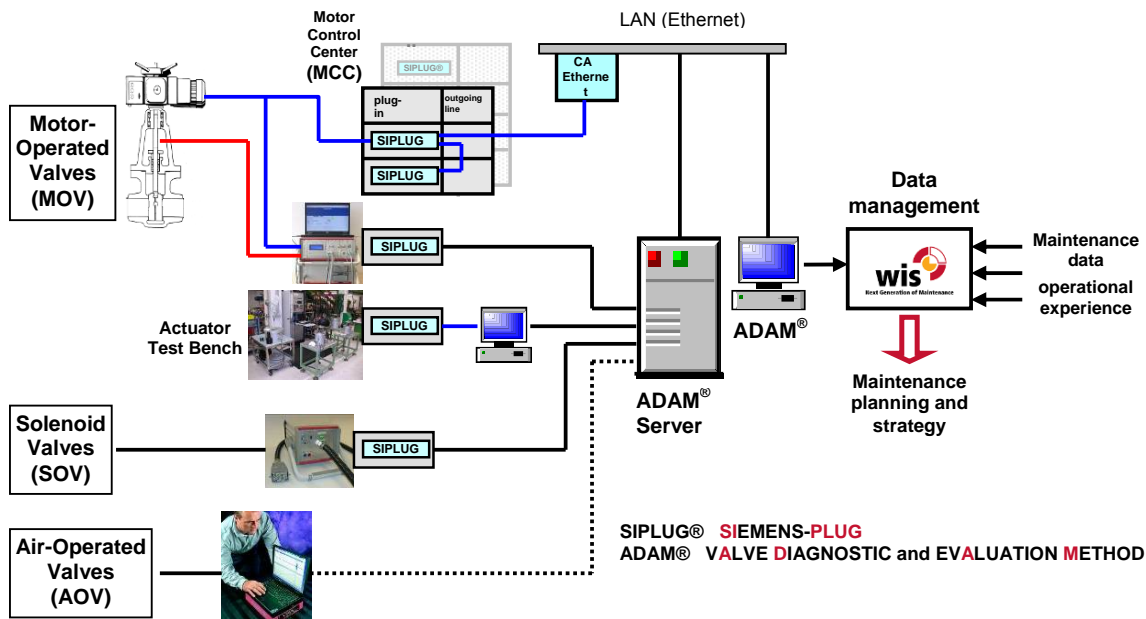 LAN (Ethernet)
Motor
Control
Center
(MCC)
SIPLUG®
CA
Etherne
t
plug-
in
outgoing
line
SIPLUG
SIPLUG
Motor-
Operated
Valves
(MOV)
SIPLUG
Data
management
wis
Next Generation of Maintenance
Maintenance
data
operational
experience
Actuator
Test Bench
SIPLUG
ADAM®
ADAM®
Server
Maintenance
planning and
strategy
Solenoid
Valves
(SOV)
SIPLUG
Air-Operated
Valves
(AOV)
SIPLUG® SIEMENS-PLUG
ADAM® VALVE DIAGNOSTIC and EVALUATION METHOD